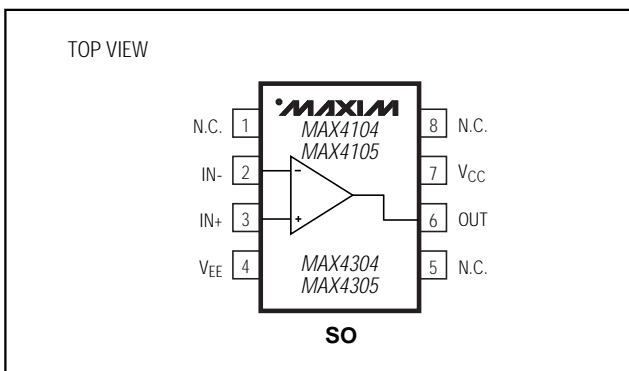 TOP VIEW
MAXIM
MAX4104
MAX4105
N.C. 1
8 N.C.
IN- 2
-
7 VCC
IN+ 3
+
6 OUT
VEE 4
MAX4304
MAX4305
5 N.C.
SO